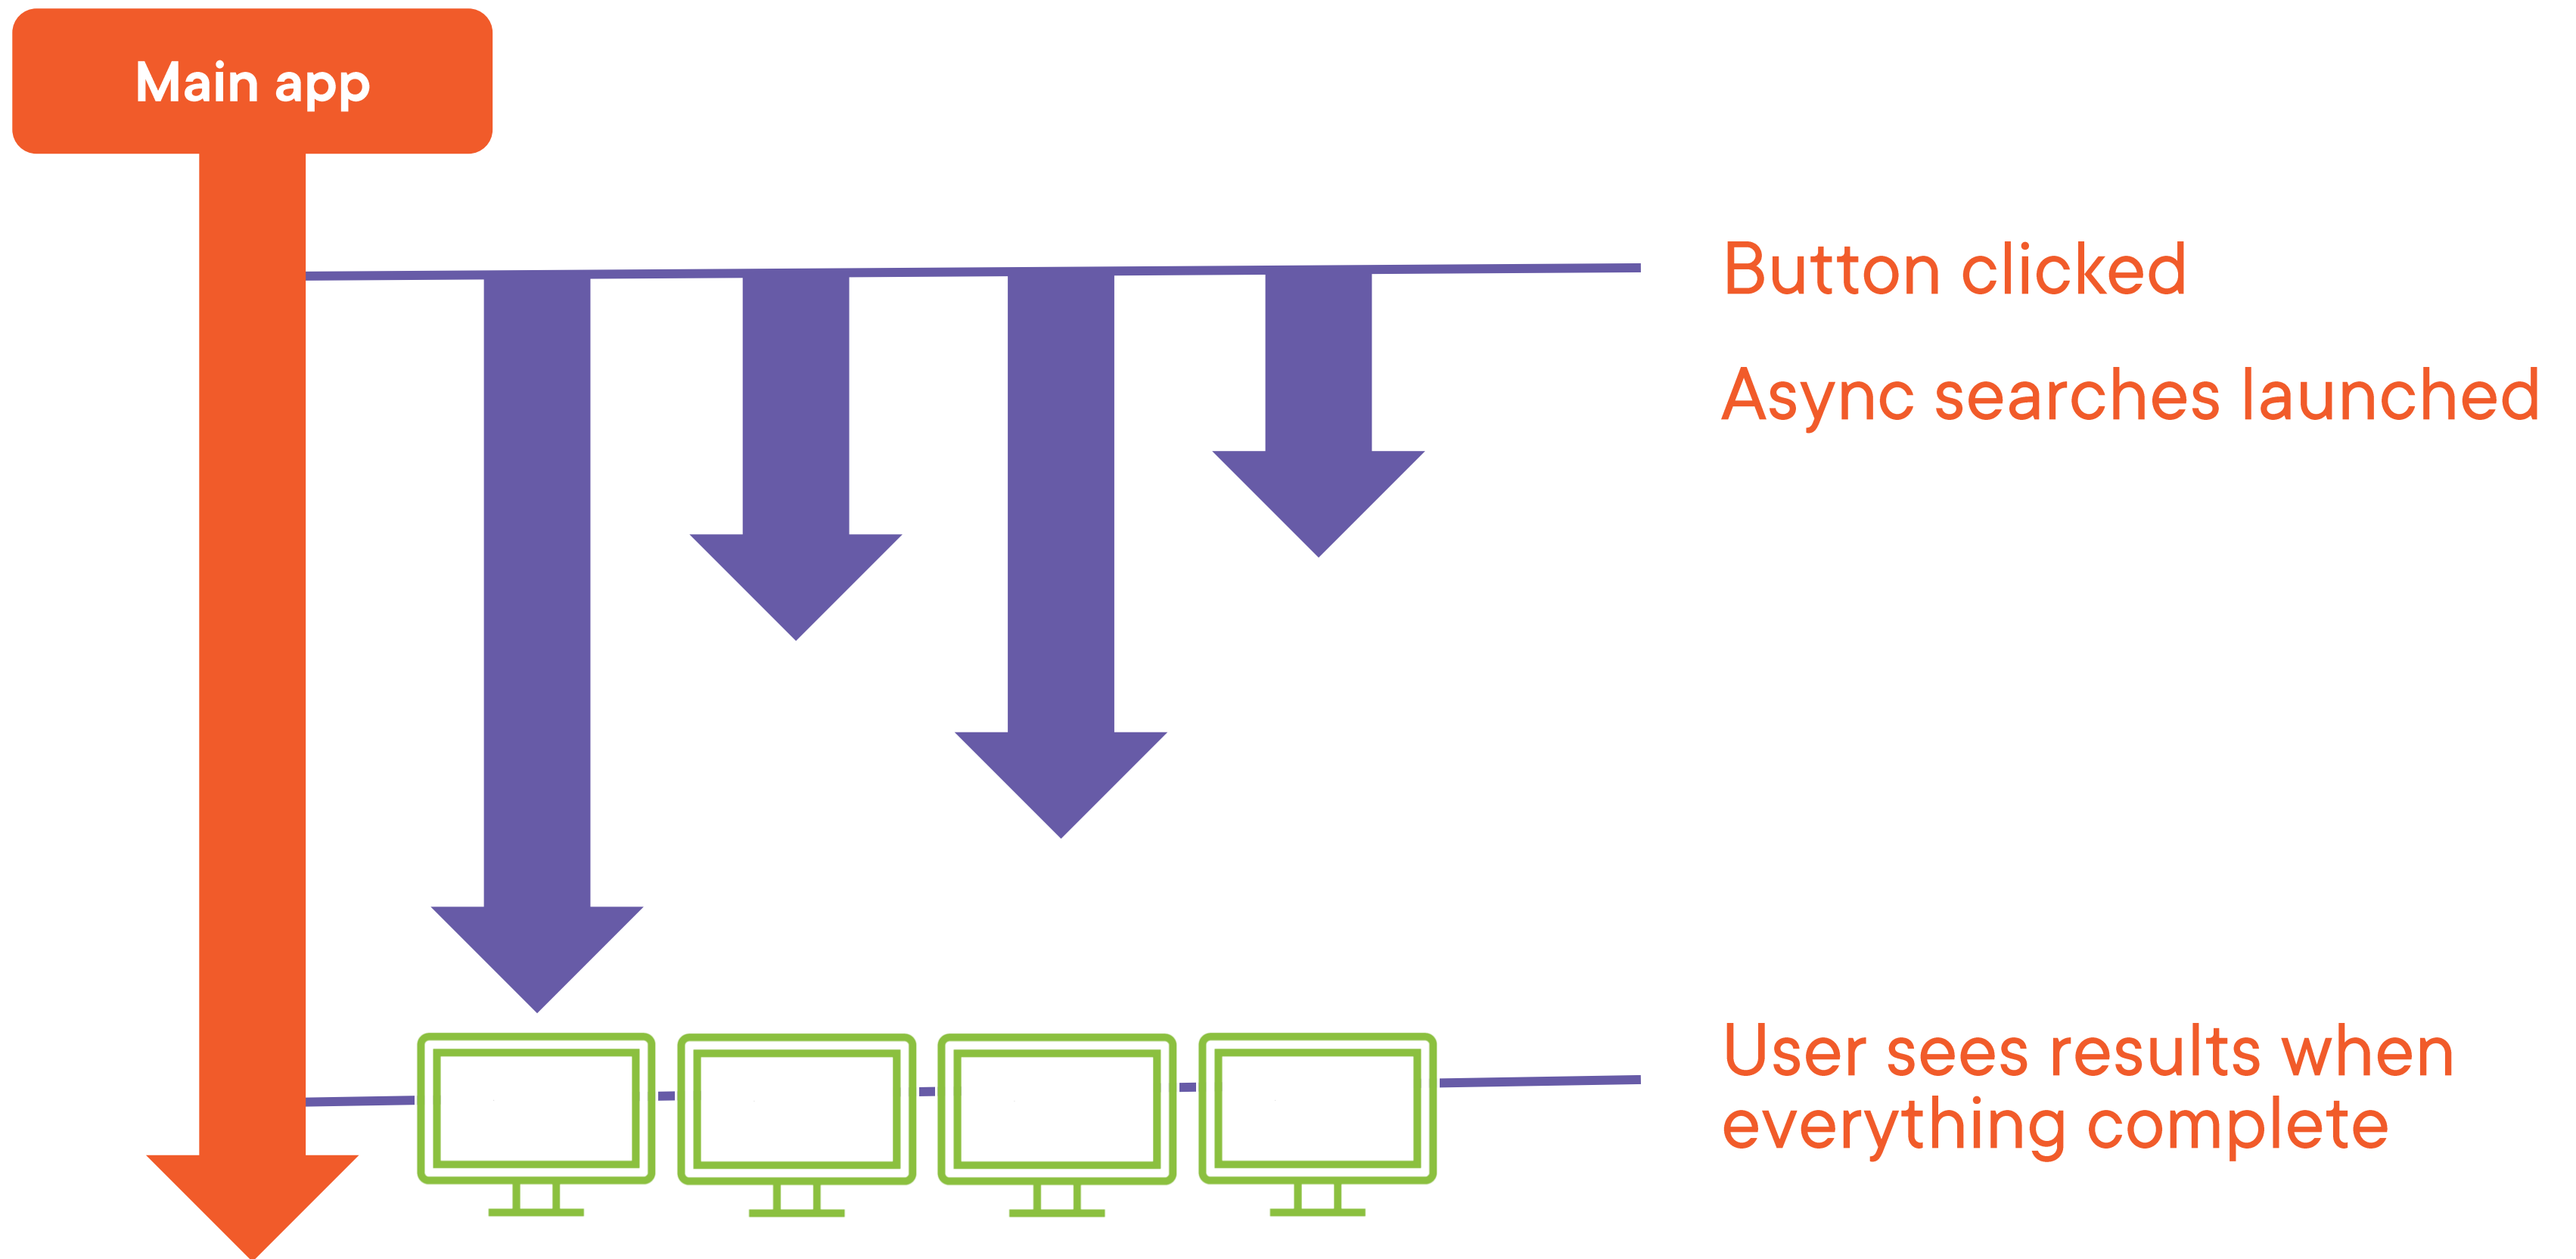 Main app
Button clicked
Async searches launched
User sees results when
everything complete